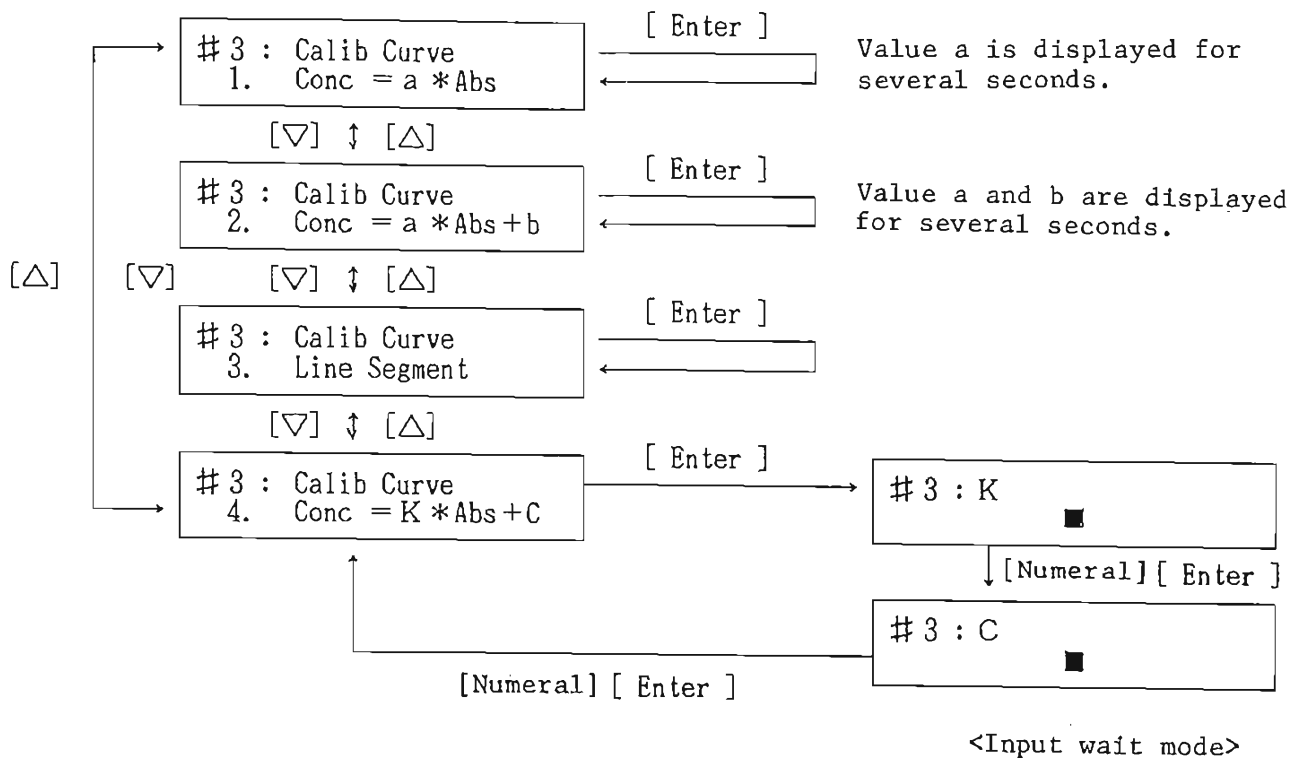 [ Enter ]
#3 : Calib Curve
1. Conc = a *Abs
Value a is displayed for
several seconds.
[▽] ↕ [△]
[ Enter ]
#3 : Calib Curve
2. Conc = a *Abs+b
Value a and b are displayed
for several seconds.
[△] [▽] [▽] ↕ [△]
[ Enter ]
#3 : Calib Curve
3. Line Segment
[▽] ↕ [△]
[ Enter ]
#3 : Calib Curve
4. Conc = K *Abs+C
#3 : K
■
[Numeral] [ Enter ]
#3 : C
■
[Numeral] [ Enter ]
<Input wait mode>